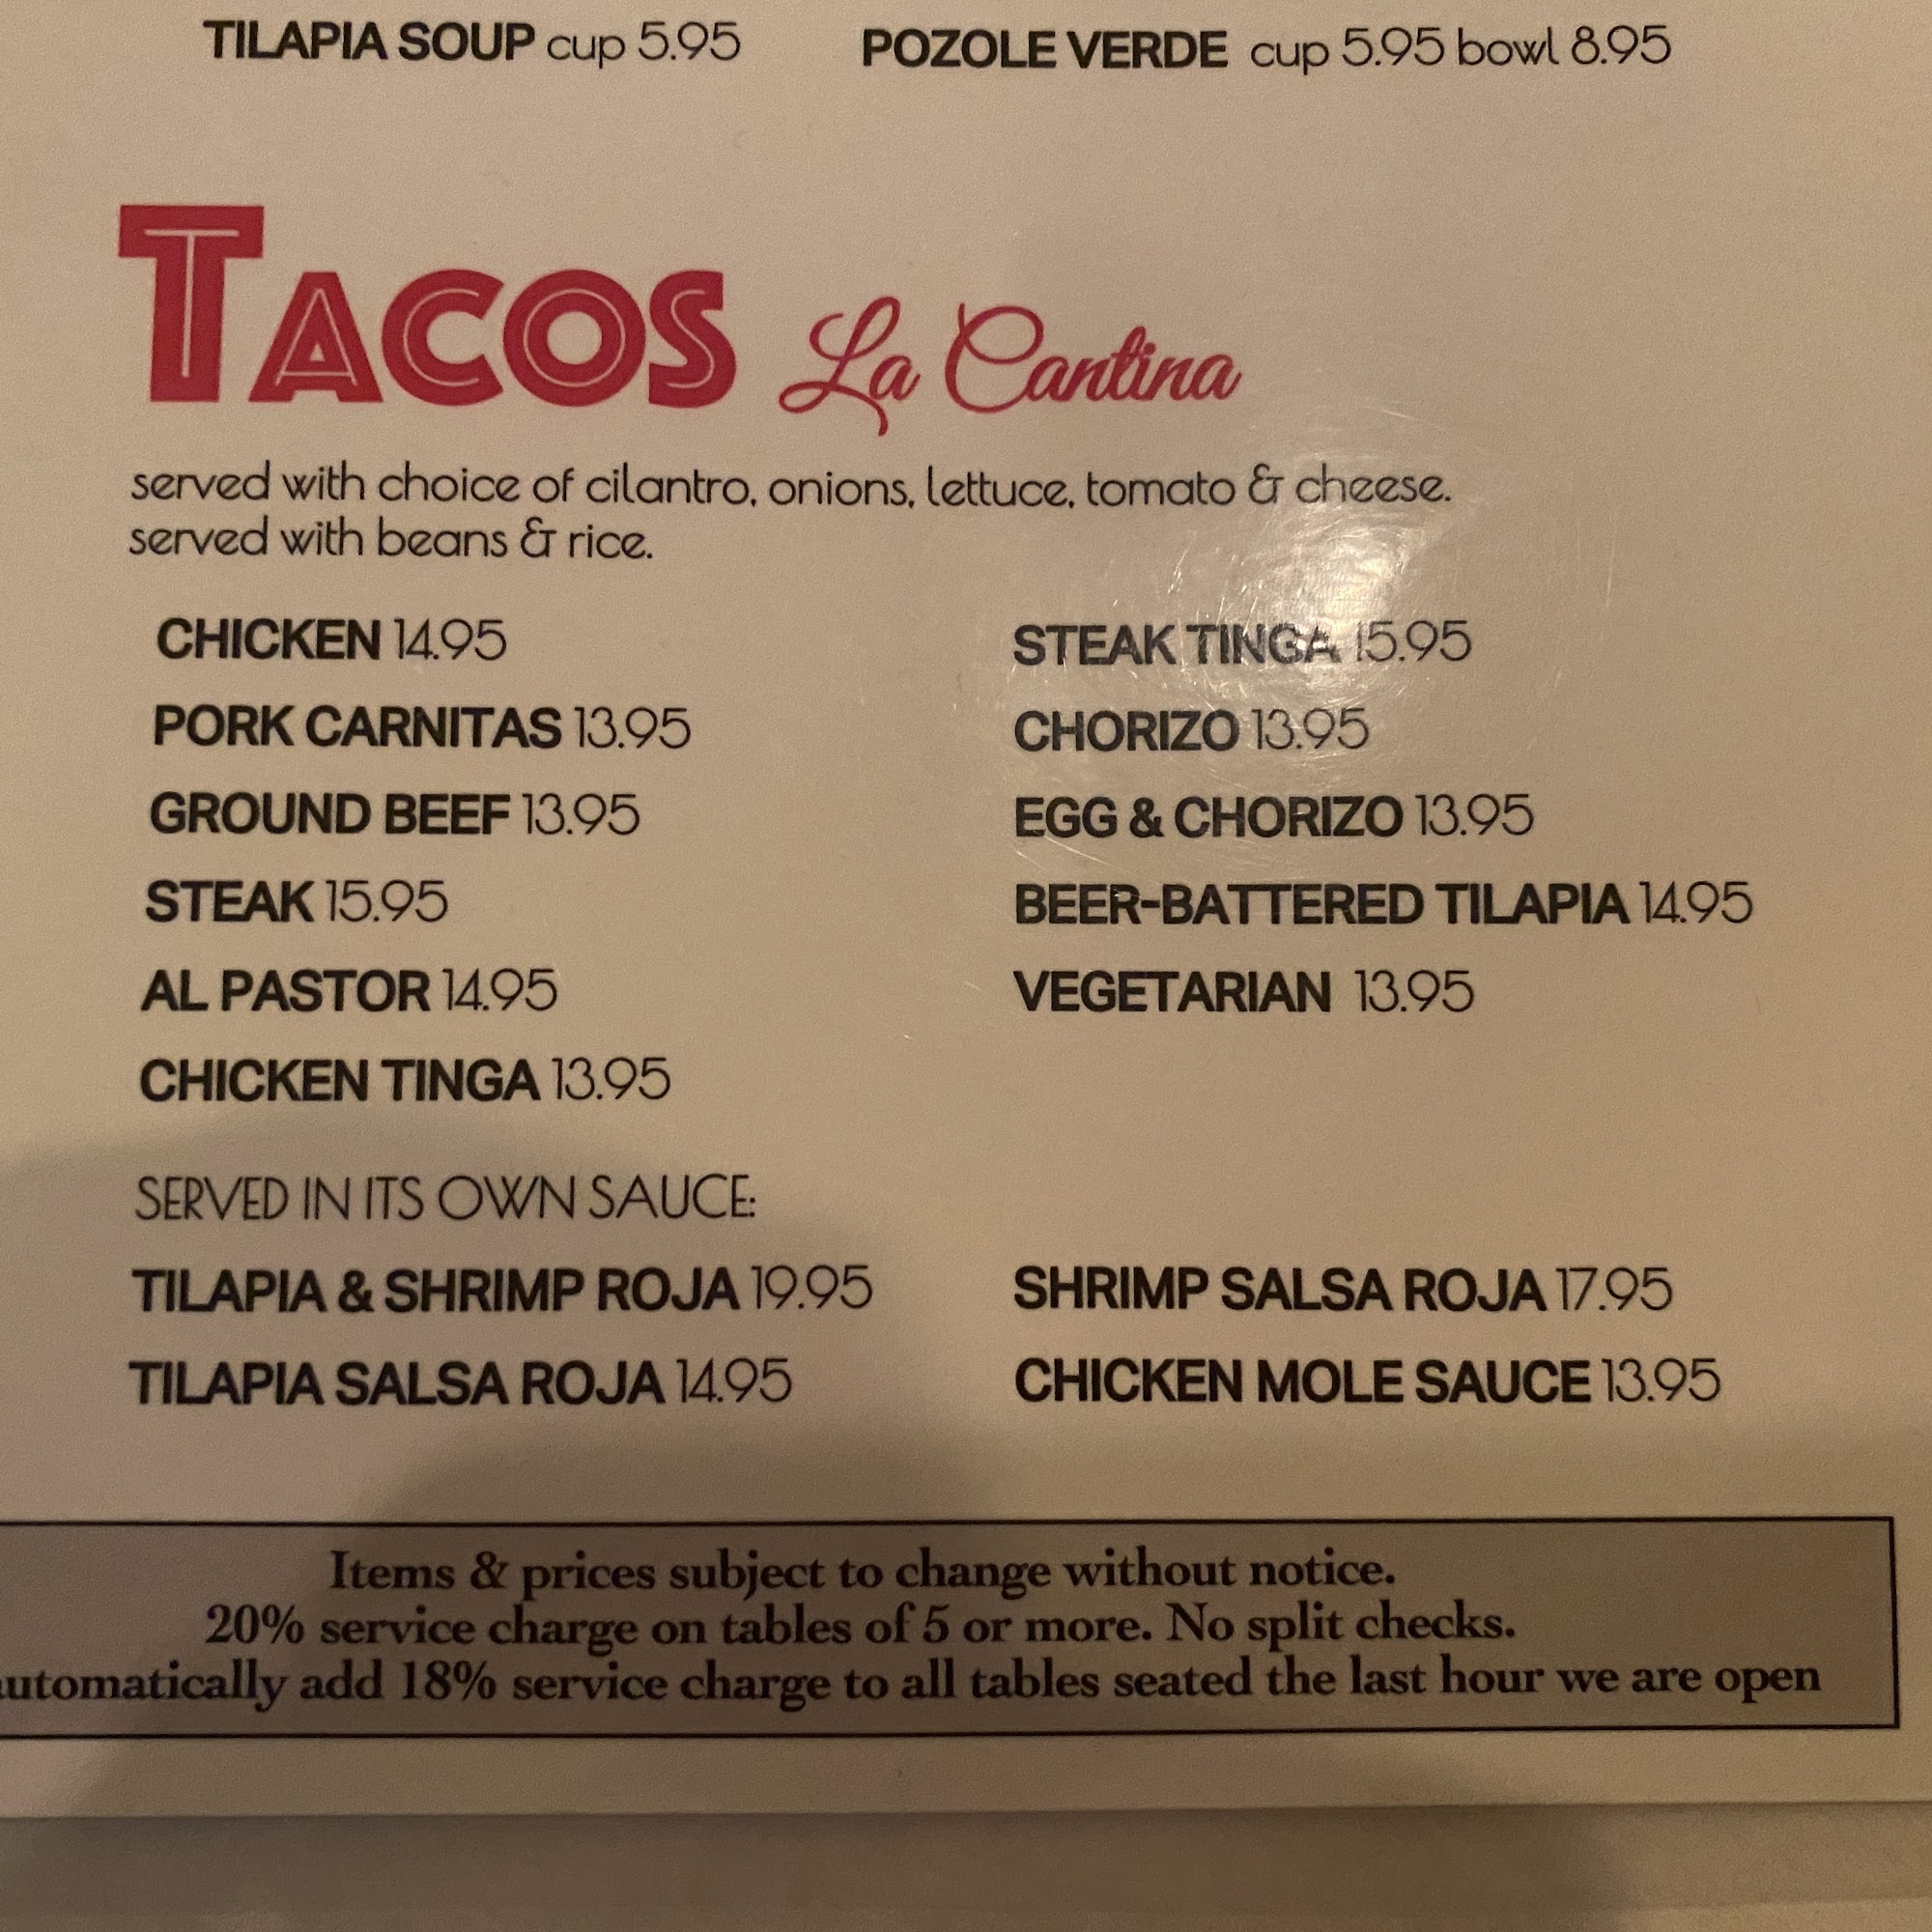 TILAPIA SOUP cup 5.95 POZOLE VERDE cup 5.95 bowl 8.95
TACOS La Cantina
served with choice of cilantro, onions, lettuce, tomato & cheese.
served with beans & rice.
CHICKEN 14.95
PORK CARNITAS 13.95
GROUND BEEF 13.95
STEAK 15.95
AL PASTOR 14.95
CHICKEN TINGA 13.95
STEAK TINGA 15.95
CHORIZO 13.95
EGG & CHORIZO 13.95
BEER-BATTERED TILAPIA 14.95
VEGETARIAN 13.95
SERVED IN ITS OWN SAUCE:
TILAPIA & SHRIMP ROJA 19.95
TILAPIA SALSA ROJA 14.95
SHRIMP SALSA ROJA 17.95
CHICKEN MOLE SAUCE 13.95
Items & prices subject to change without notice.
20% service charge on tables of 5 or more. No split checks.
automatically add 18% service charge to all tables seated the last hour we are open